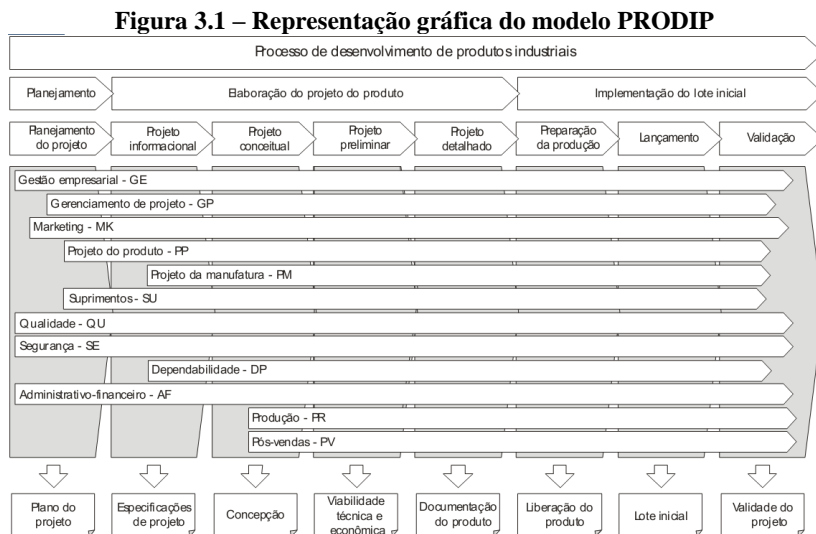 Figura 3.1 – Representação gráfica do modelo PRODIP
Processo de desenvolvimento de produtos industriais
Planejamento
Elaboração do projeto do produto
Implementação do lote inicial
Planejamento
do projeto
Projeto
informacional
Projeto
conceitual
Projeto
preliminar
Projeto
detalhado
Preparação
da produção
Lançamento
Validação
Gestão empresarial - GE
Gerenciamento de projeto - GP
Marketing - MK
Projeto do produto - PP
Projeto da manufatura - PM
Suprimentos - SU
Qualidade - QU
Segurança - SE
Dependabilidade - DP
Administrativo-financeiro - AF
Produção - PR
Pós-vendas - PV
Plano do
projeto
Especificações
de projeto
Concepção
Viabilidade
técnica e
econômica
Documentação
do produto
Liberação do
produto
Lote inicial
Validade do
projeto